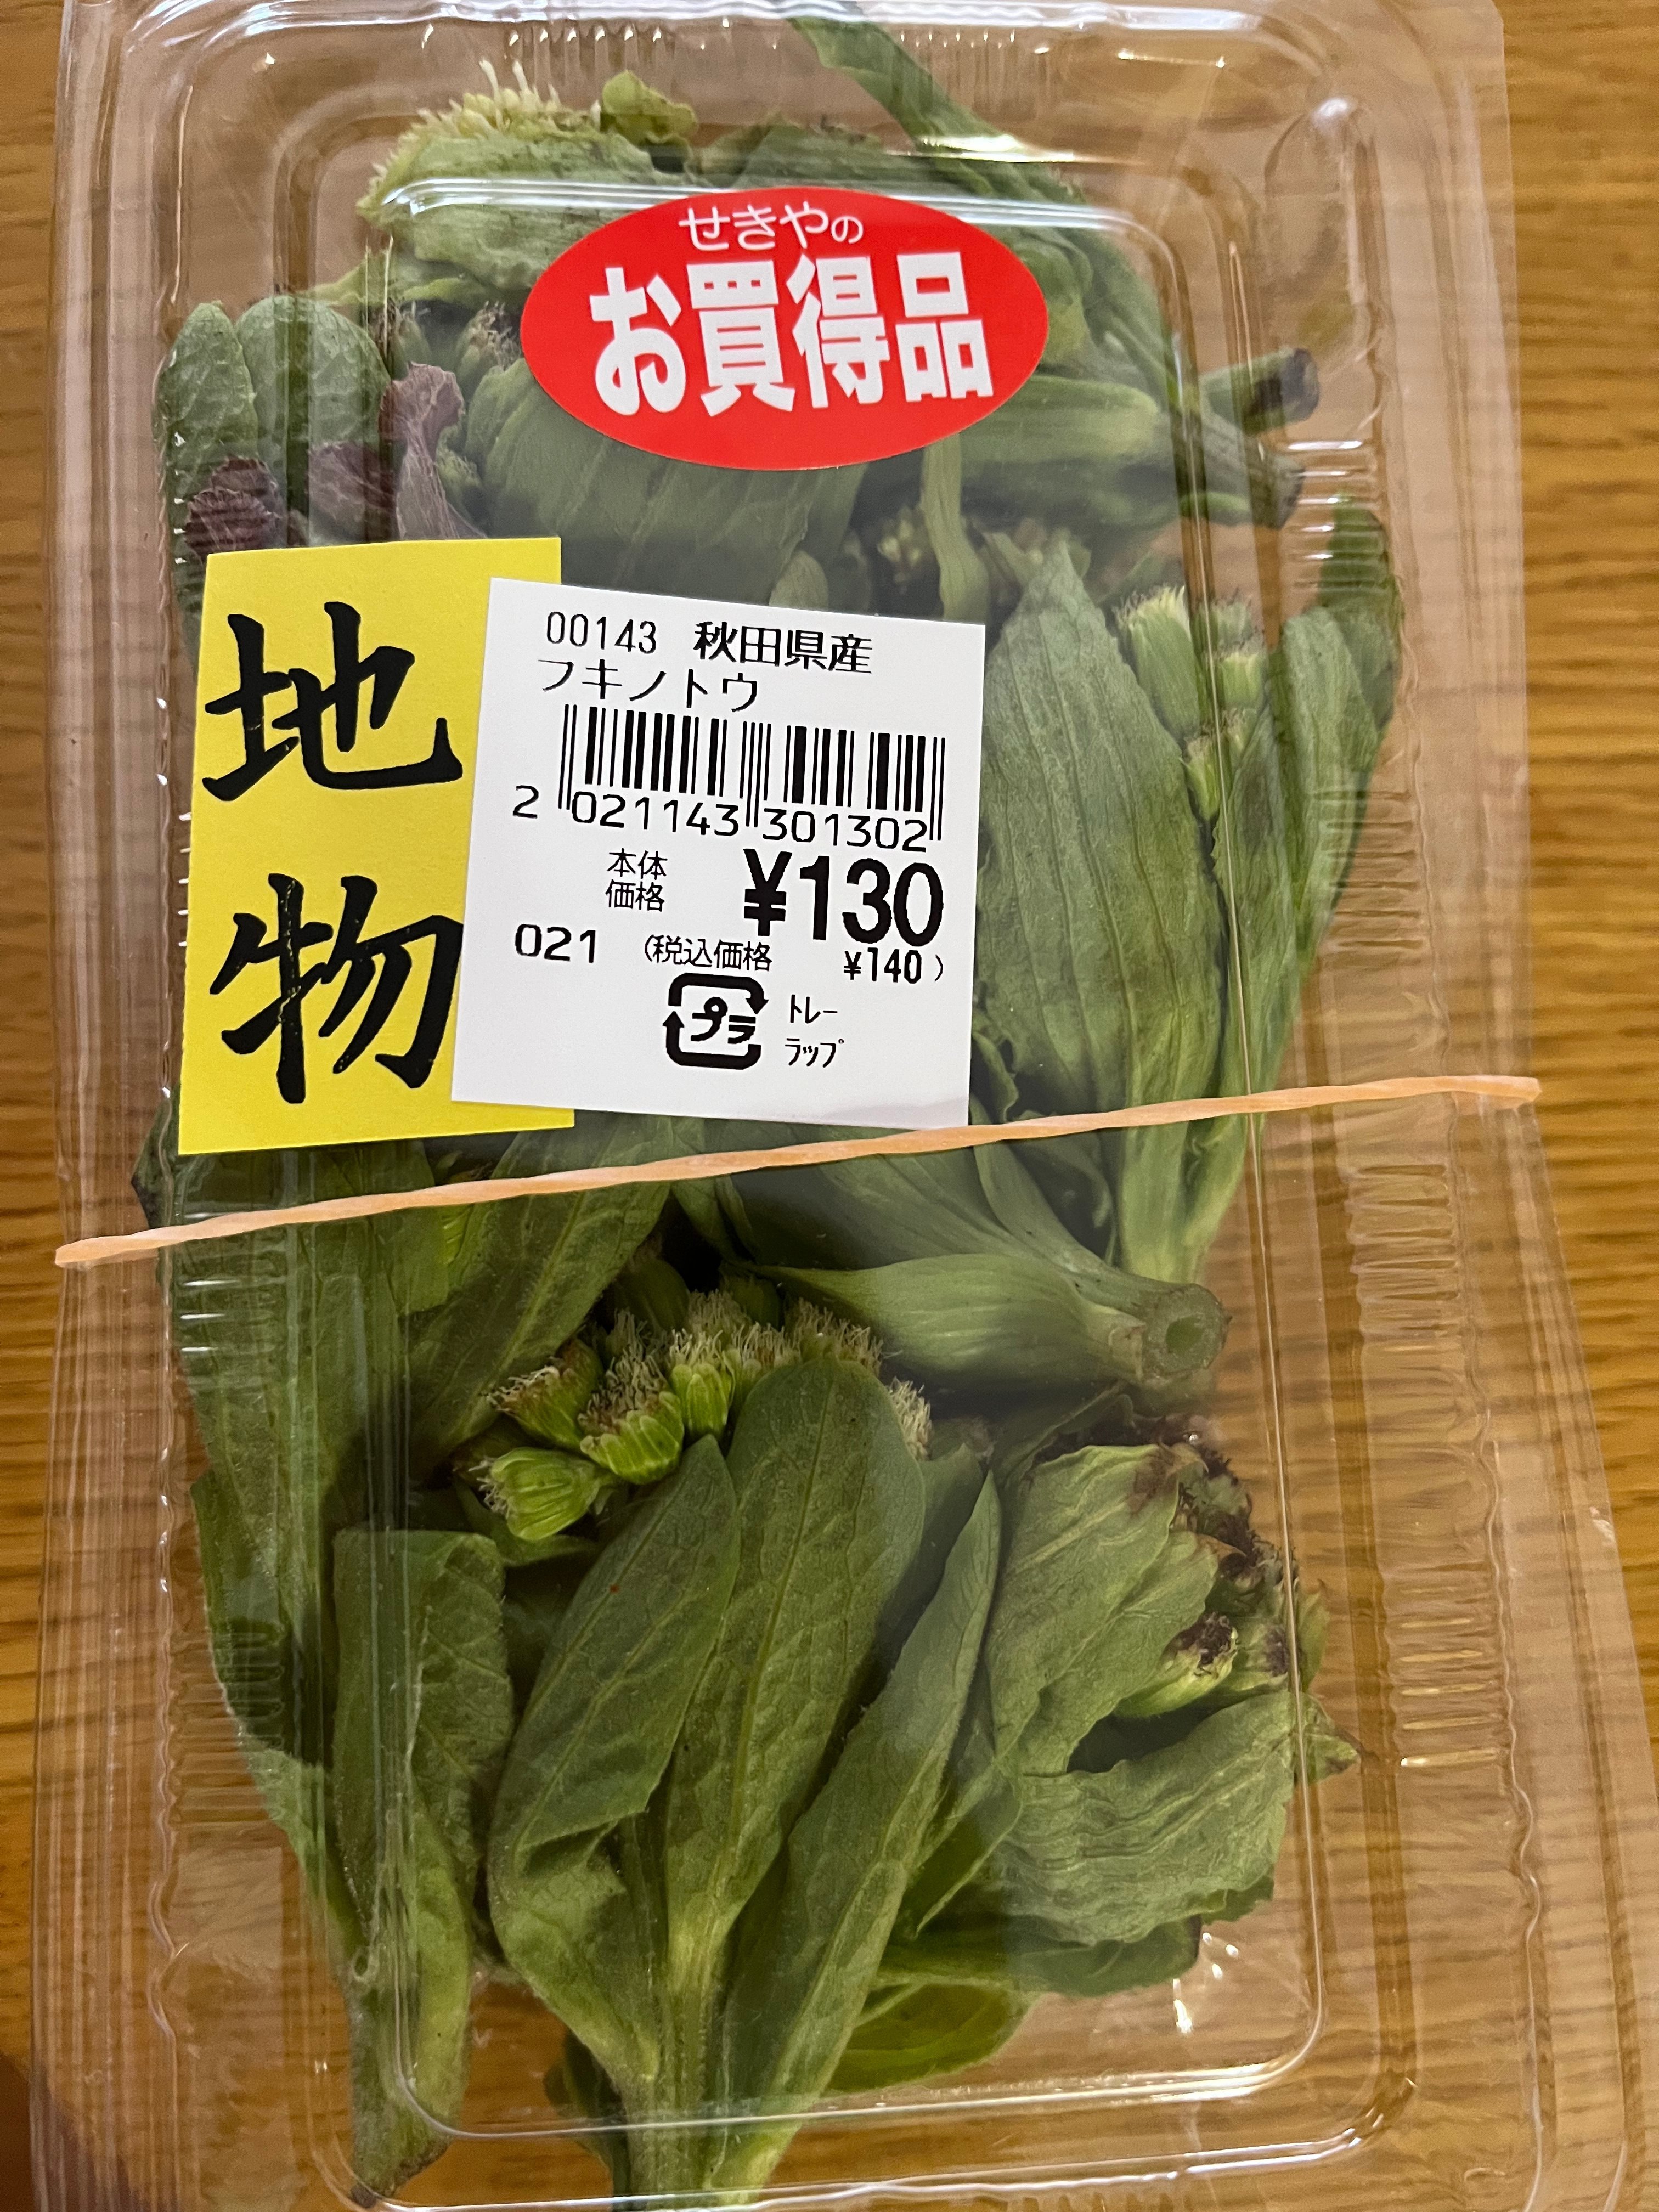 せきやの
お買得品
地物
00143 秋田県産
フキノトウ
2 021143 301302
本体
価格 ¥130
021 (税込価格 ¥140)
プラ トレー
ラップ